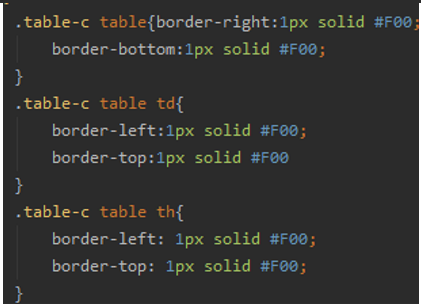 .table-c table{border-right:1px solid #F00;
border-bottom:1px solid #F00;
}
.table-c table td{
border-left:1px solid #F00;
border-top:1px solid #F00
}
.table-c table th{
border-left: 1px solid #F00;
border-top: 1px solid #F00;
}